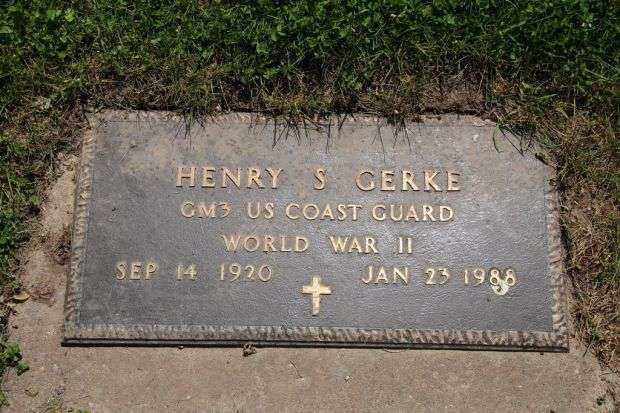 HENRY S GERKE
GM3 US COAST GUARD
WORLD WAR II
SEP 14 1920 JAN 23 1988